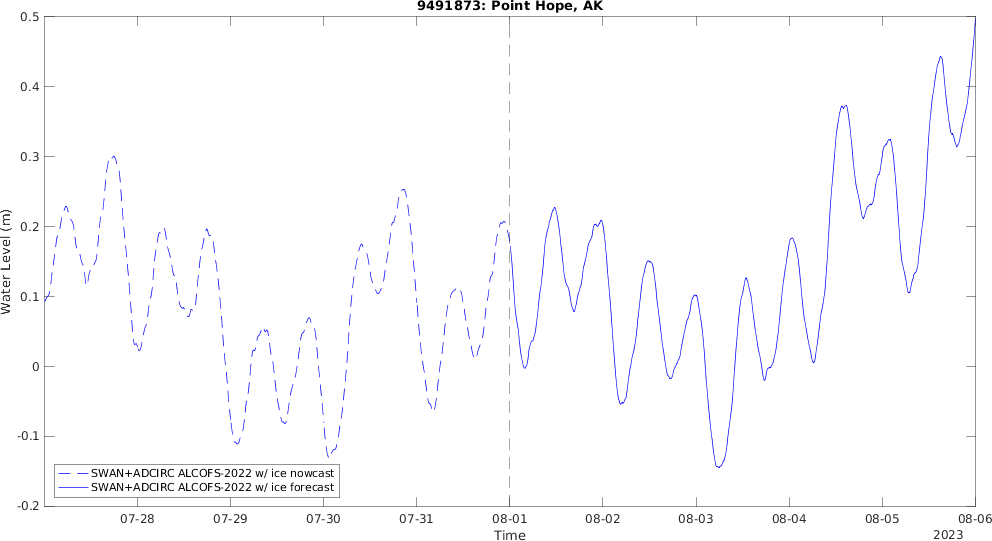 9491873: Point Hope, AK
Water Level (m)
0.5
0.4
0.3
0.2
0.1
0
-0.1
-0.2
SWAN+ADCIRC ALCOFS-2022 w/ ice nowcast
SWAN+ADCIRC ALCOFS-2022 w/ ice forecast
07-28 07-29 07-30 07-31 08-01 08-02 08-03 08-04 08-05 08-06
Time
2023